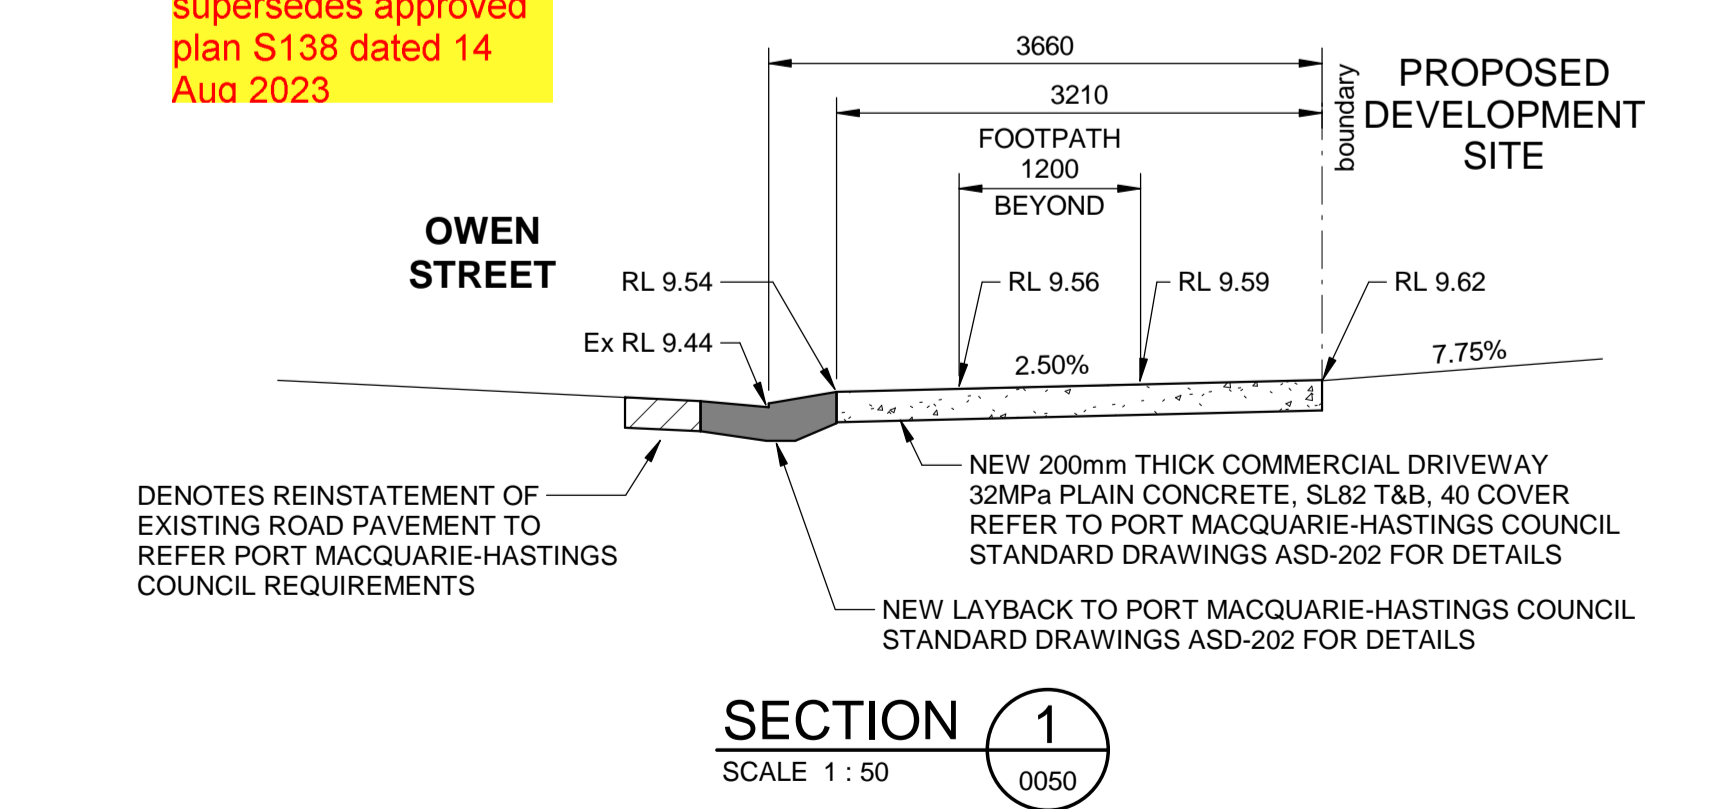 supersedes approved
plan S138 dated 14
Aug 2023
3660
3210
FOOTPATH
1200
BEYOND
boundary
PROPOSED
DEVELOPMENT
SITE
OWEN
STREET
RL 9.54
RL 9.56
RL 9.59
RL 9.62
Ex RL 9.44
2.50%
7.75%
NEW 200mm THICK COMMERCIAL DRIVEWAY
32MPa PLAIN CONCRETE, SL82 T&B, 40 COVER
REFER TO PORT MACQUARIE-HASTINGS COUNCIL
STANDARD DRAWINGS ASD-202 FOR DETAILS
DENOTES REINSTATEMENT OF
EXISTING ROAD PAVEMENT TO
REFER PORT MACQUARIE-HASTINGS
COUNCIL REQUIREMENTS
NEW LAYBACK TO PORT MACQUARIE-HASTINGS COUNCIL
STANDARD DRAWINGS ASD-202 FOR DETAILS
SECTION 1
SCALE 1 : 50
0050